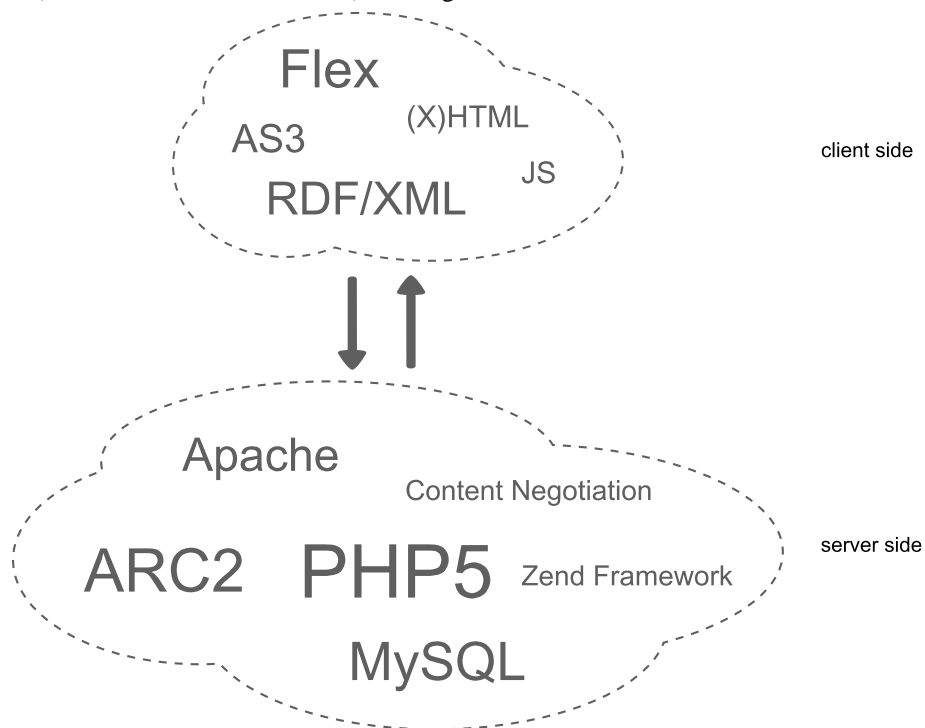 Flex
(X)HTML
AS3
client side
JS
RDF/XML
Apache
Content Negotiation
server side
ARC2
PHP5
Zend Framework
MySQL